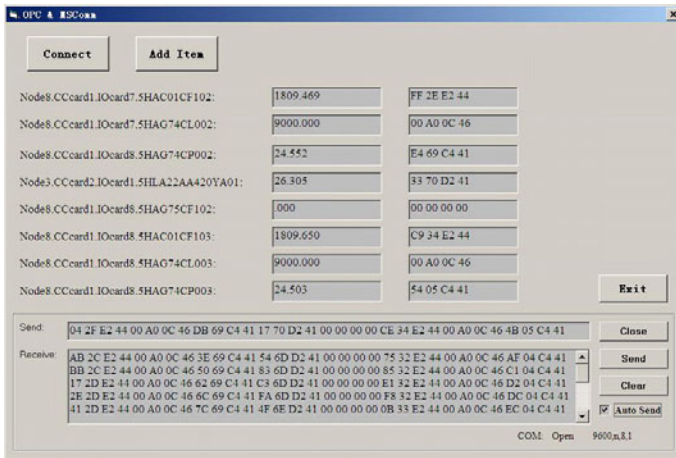 OPC & MSComm
Connect Add Item
Node8.CCcard1.IOcard7.5HAC01CF102: 1809.469 FF 2E E2 44
Node8.CCcard1.IOcard7.5HAG74CL002: 9000.000 00 A0 0C 46
Node8.CCcard1.IOcard8.5HAG74CP002: 24.552 E4 69 C4 41
Node3.CCcard2.IOcard1.5HLA22AA420YA01: 26.305 33 70 D2 41
Node8.CCcard1.IOcard8.5HAG75CF102: .000 00 00 00 00
Node8.CCcard1.IOcard8.5HAC01CF103: 1809.650 C9 34 E2 44
Node8.CCcard1.IOcard8.5HAG74CL003: 9000.000 00 A0 0C 46
Node8.CCcard1.IOcard8.5HAG74CP003: 24.503 54 05 C4 41
Exit
Send: 04 2F E2 44 00 A0 0C 46 DB 69 C4 41 17 70 D2 41 00 00 00 00 CE 34 E2 44 00 A0 0C 46 4B 05 C4 41
Close
Receive: AB 2C E2 44 00 A0 0C 46 3E 69 C4 41 54 6D D2 41 00 00 00 00 75 32 E2 44 00 A0 0C 46 AF 04 C4 41
BB 2C E2 44 00 A0 0C 46 50 69 C4 41 83 6D D2 41 00 00 00 00 85 32 E2 44 00 A0 0C 46 C1 04 C4 41
Send
17 2D E2 44 00 A0 0C 46 62 69 C4 41 C3 6D D2 41 00 00 00 00 E1 32 E2 44 00 A0 0C 46 D2 04 C4 41
2E 2D E2 44 00 A0 0C 46 6C 69 C4 41 FA 6D D2 41 00 00 00 00 F8 32 E2 44 00 A0 0C 46 DC 04 C4 41
Clear
41 2D E2 44 00 A0 0C 46 7C 69 C4 41 4F 6E D2 41 00 00 00 00 0B 33 E2 44 00 A0 0C 46 EC 04 C4 41
Auto Send
COM: Open 9600,n,8,1